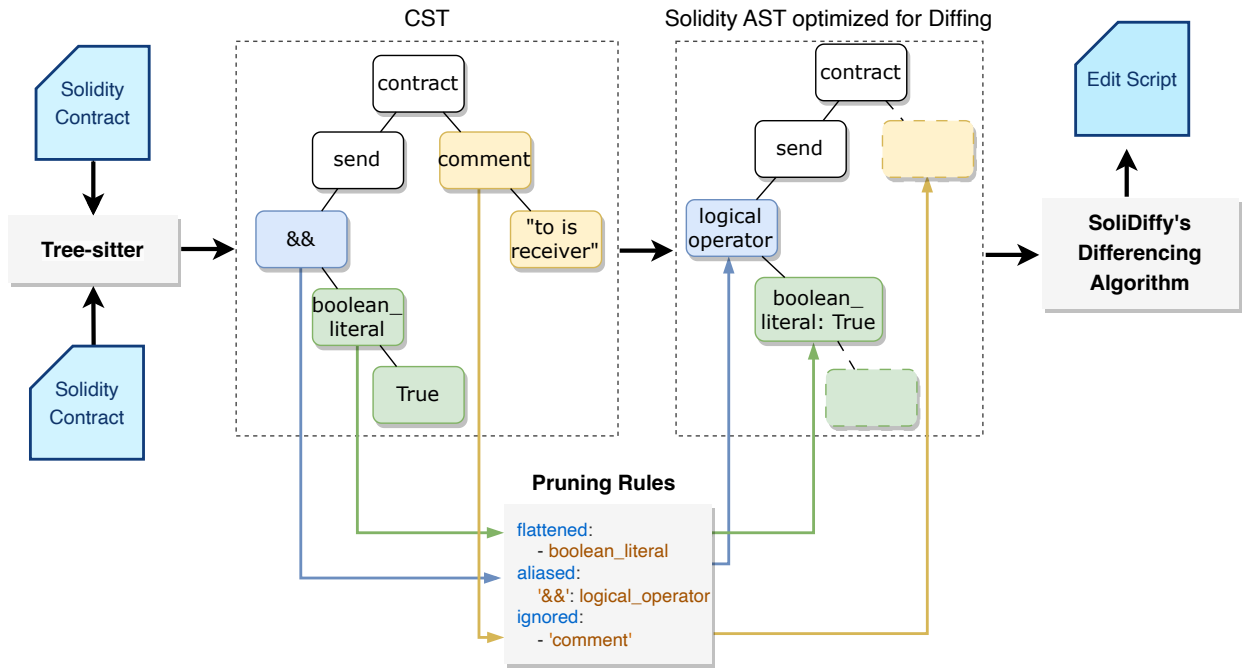 CST
Solidity AST optimized for Diffing
Solidity
Contract
Tree-sitter
Solidity
Contract
contract
send
comment
&&
"to is
receiver"
boolean_
literal
True
contract
send
logical
operator
boolean_
literal: True
Edit Script
SoliDiffy's
Differencing
Algorithm
Pruning Rules
flattened:
- boolean_literal
aliased:
'&&': logical_operator
ignored:
- 'comment'